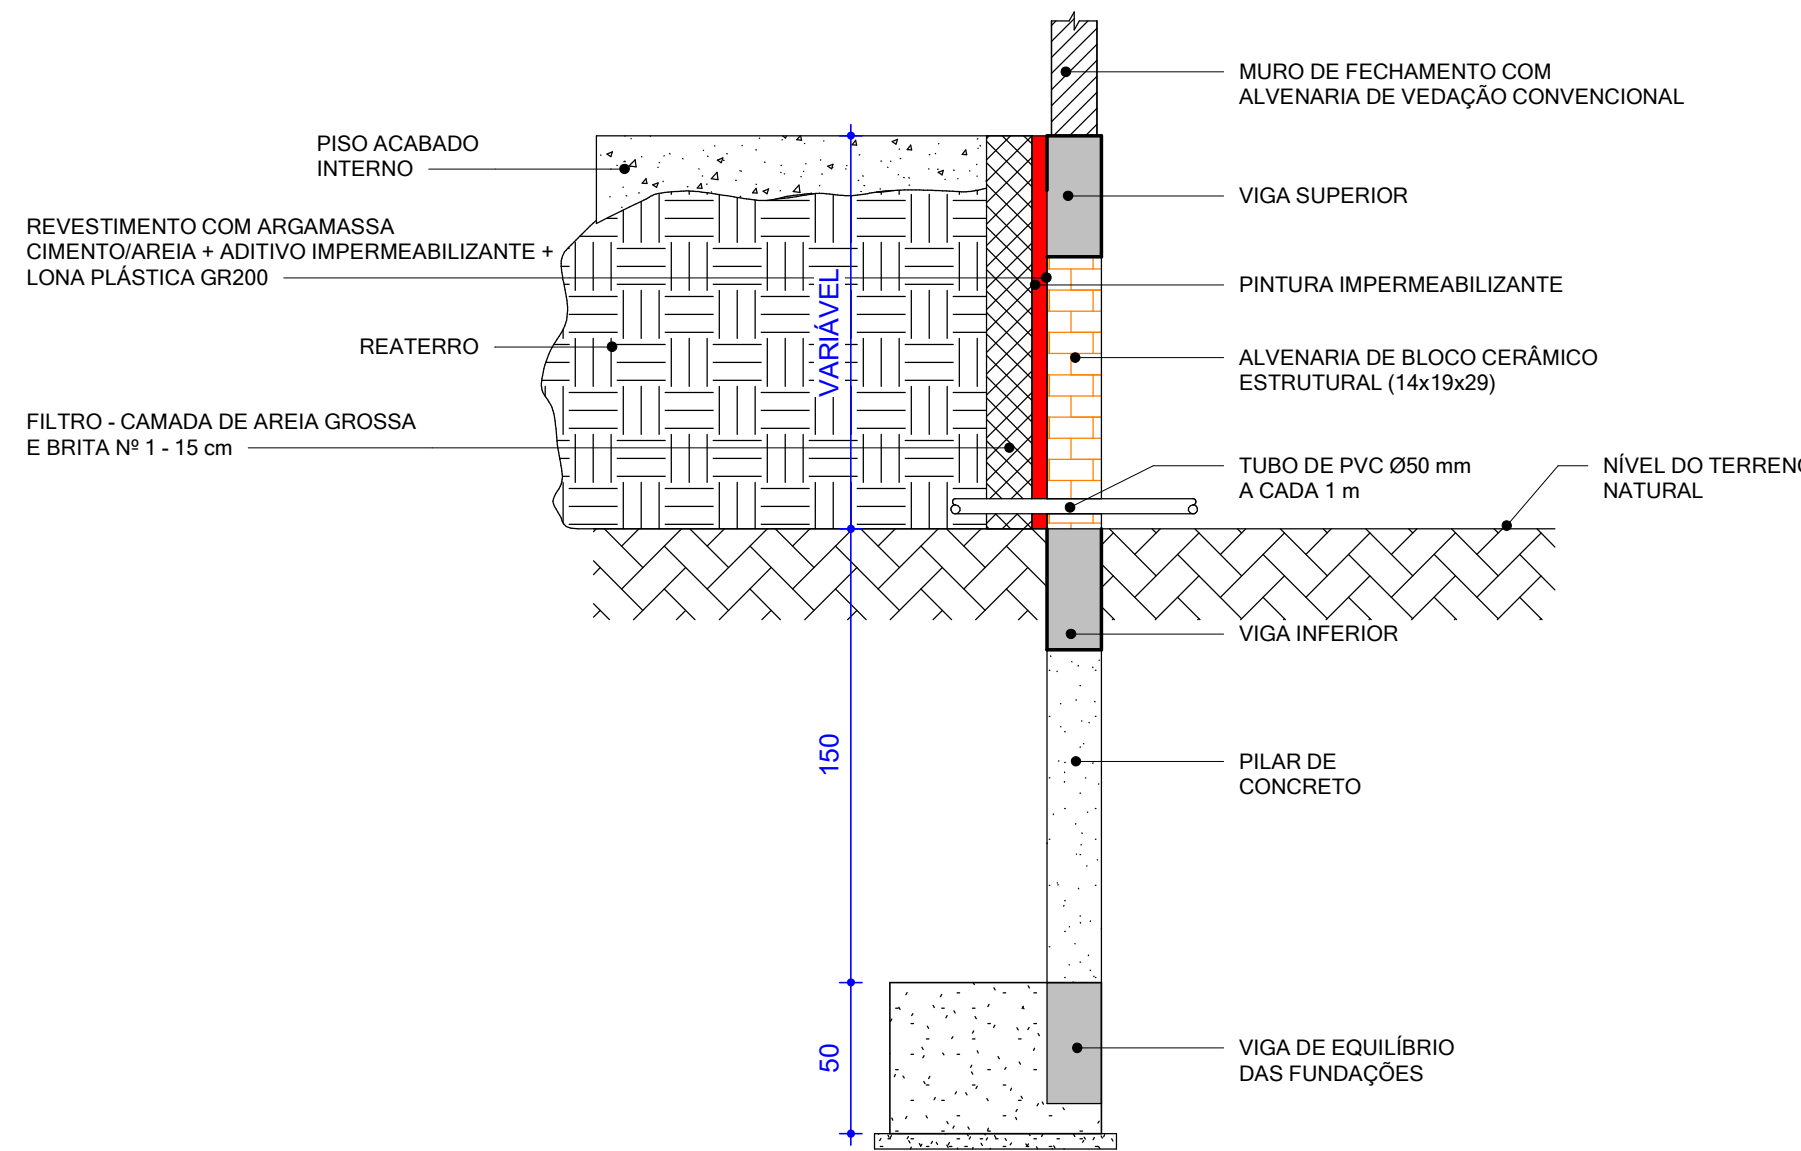 MURO DE FECHAMENTO COM
ALVENARIA DE VEDAÇÃO CONVENCIONAL
PISO ACABADO
INTERNO
VIGA SUPERIOR
REVESTIMENTO COM ARGAMASSA
CIMENTO/AREIA + ADITIVO IMPERMEABILIZANTE +
LONA PLÁSTICA GR200
PINTURA IMPERMEABILIZANTE
VARIÁVEL
REATERRO
ALVENARIA DE BLOCO CERÂMICO
ESTRUTURAL (14x19x29)
FILTRO - CAMADA DE AREIA GROSSA
E BRITA Nº 1 - 15 cm
TUBO DE PVC Ø50 mm
A CADA 1 m
NÍVEL DO TERRENO
NATURAL
VIGA INFERIOR
150
PILAR DE
CONCRETO
50
VIGA DE EQUILÍBRIO
DAS FUNDAÇÕES